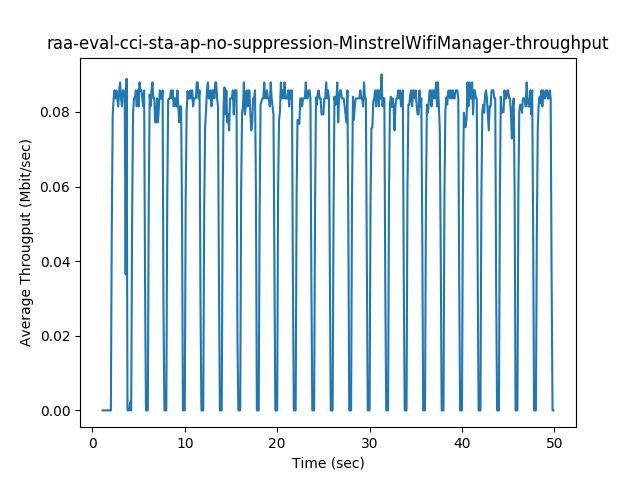 raa-eval-cci-sta-ap-no-suppression-MinstrelWifiManager-throughput
Average Througput (Mbit/sec)
0.08
0.06
0.04
0.02
0.00
0 10 20 30 40 50
Time (sec)